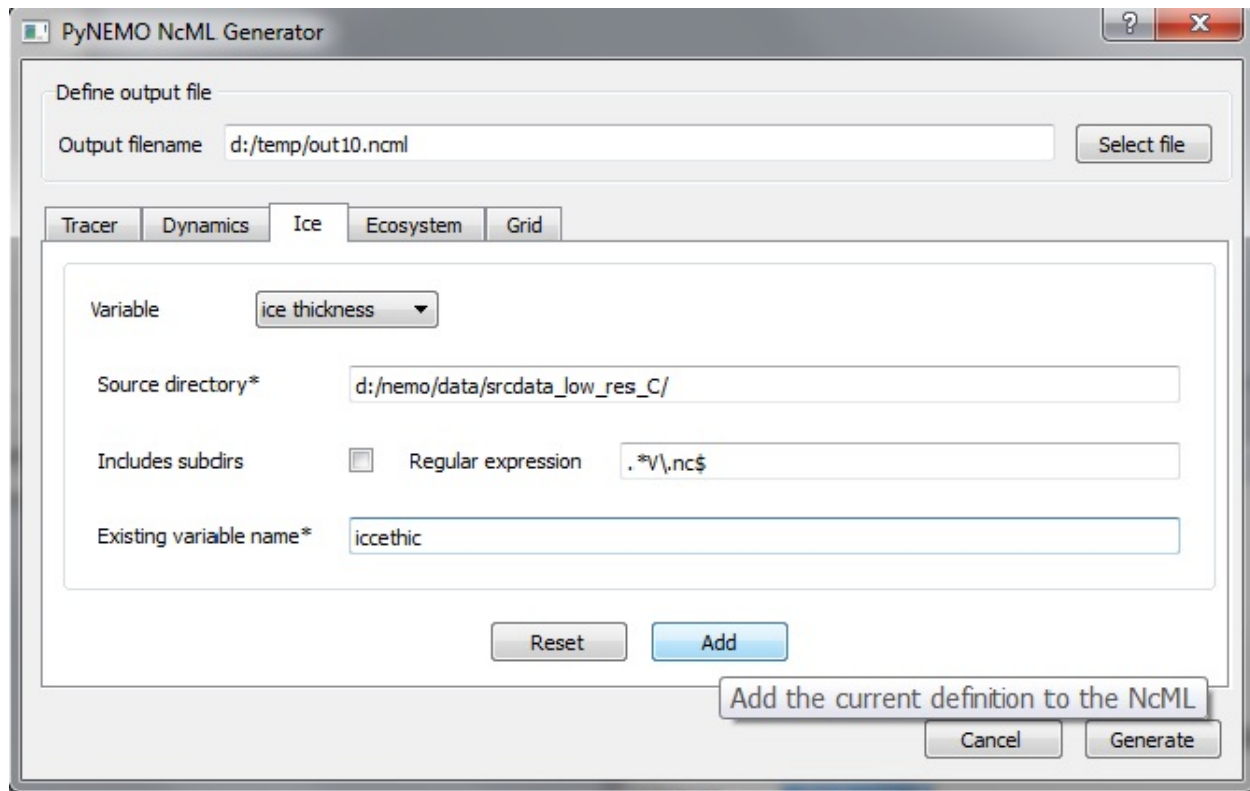 PyNEMO NcML Generator
Define output file
Output filename d:/temp/out10.ncml Select file
Tracer Dynamics Ice Ecosystem Grid
Variable ice thickness
Source directory* d:/nemo/data/srcdata_low_res_C/
Includes subdirs Regular expression .*V\.nc$
Existing variable name* iccethic
Reset Add
Add the current definition to the NcML
Cancel Generate